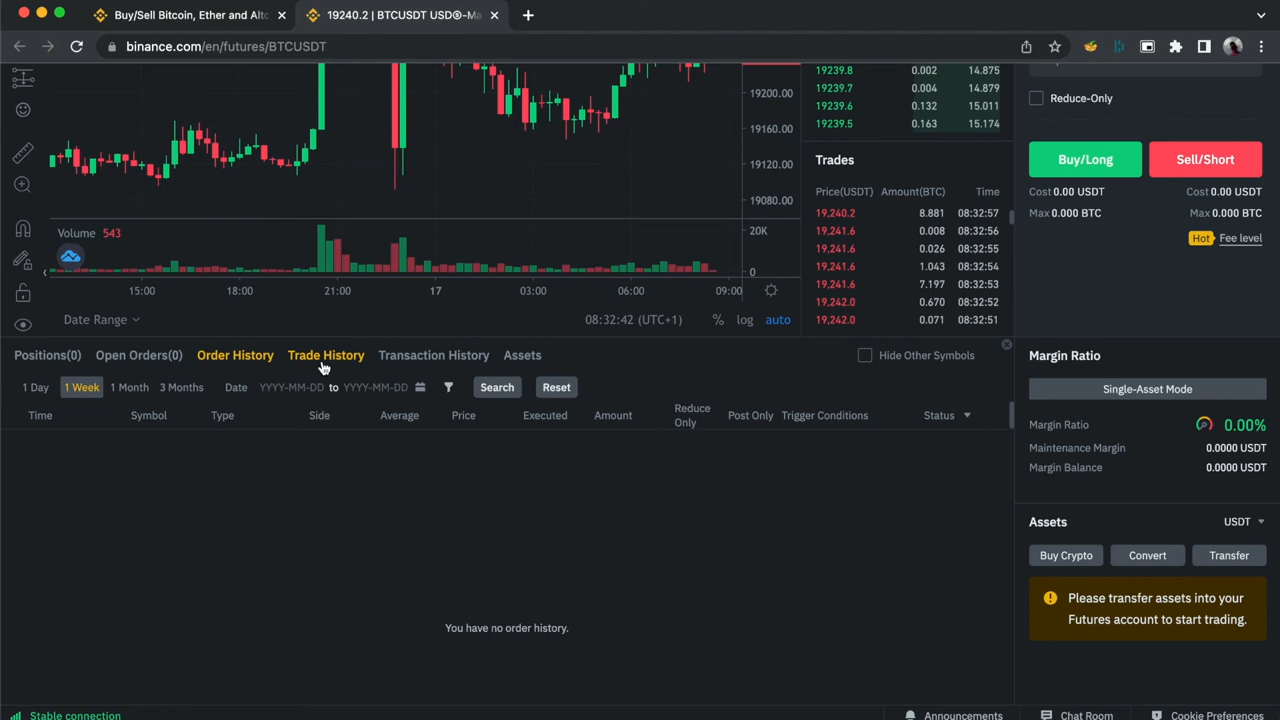 Buy/Sell Bitcoin, Ether and Altc
19240.2 | BTCUSDT USD®-Ma
binance.com/en/futures/BTCUSDT
19200.00
19160.00
19120.00
19080.00
Volume 543
20K
0
15:00 18:00 21:00 17 03:00 06:00 09:00
Date Range
08:32:42 (UTC+1) % log auto
19239.8 0.002 14.875
19239.7 0.004 14.879
19239.6 0.132 15.011
19239.5 0.163 15.174
Trades
Price(USDT) Amount(BTC) Time
19,240.2 8.881 08:32:57
19,241.6 0.008 08:32:56
19,241.6 0.026 08:32:55
19,241.6 1.043 08:32:54
19,241.6 7.197 08:32:53
19,242.0 0.670 08:32:52
19,242.0 0.071 08:32:51
Reduce-Only
Buy/Long Sell/Short
Cost 0.00 USDT Cost 0.00 USDT
Max 0.000 BTC Max 0.000 BTC
Hot Fee level
Positions(0) Open Orders(0) Order History Trade History Transaction History Assets Hide Other Symbols
1 Day 1 Week 1 Month 3 Months Date YYYY-MM-DD to YYYY-MM-DD Search Reset
Time Symbol Type Side Average Price Executed Amount Reduce Only Post Only Trigger Conditions Status
You have no order history.
Margin Ratio
Single-Asset Mode
Margin Ratio 0.00%
Maintenance Margin 0.0000 USDT
Margin Balance 0.0000 USDT
Assets USDT
Buy Crypto Convert Transfer
Please transfer assets into your
Futures account to start trading.
Stable connection Announcements Chat Room Cookie Preferences